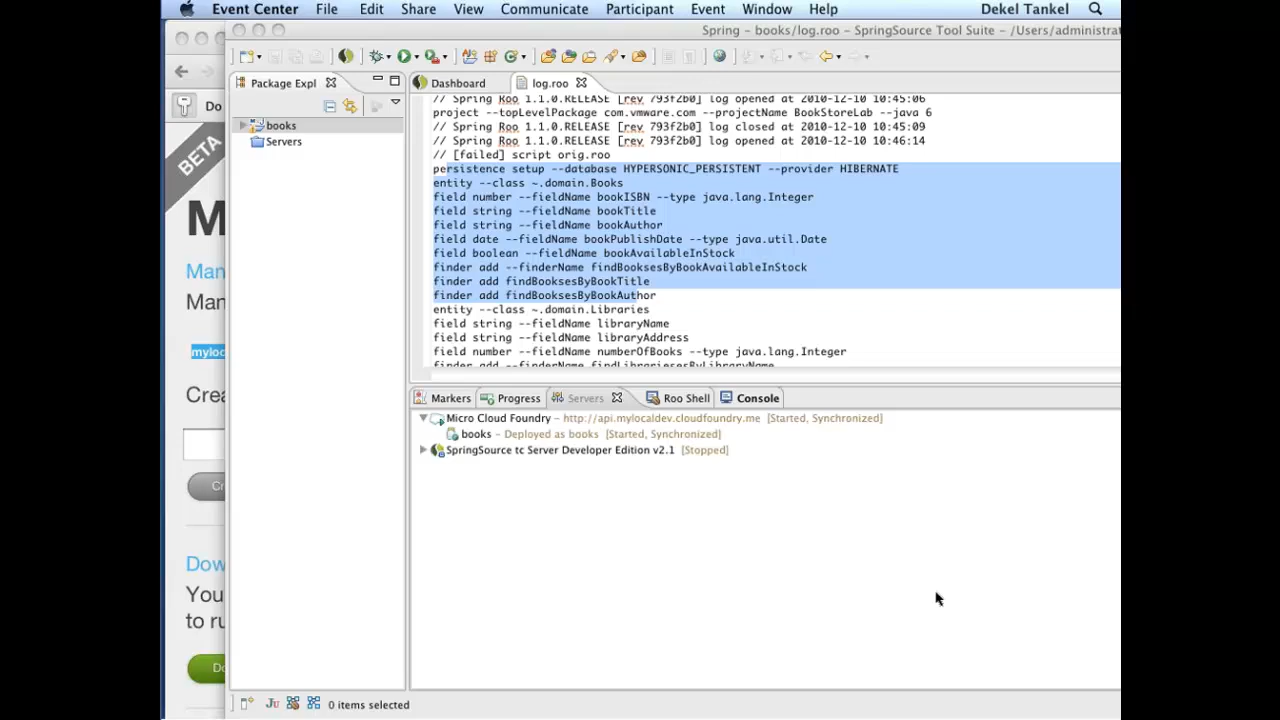 Event Center File Edit Share View Communicate Participant Event Window Help Dekel Tankel
Spring - books/log.roo - SpringSource Tool Suite - /Users/administrat
Package Expl
Dashboard
log.roo
books
Servers
// Spring Roo 1.1.0.RELEASE [rev 793f2b0] log opened at 2010-12-10 10:45:06
project --topLevelPackage com.vmware.com --projectName BookStoreLab --java 6
// Spring Roo 1.1.0.RELEASE [rev 793f2b0] log closed at 2010-12-10 10:45:09
// Spring Roo 1.1.0.RELEASE [rev 793f2b0] log opened at 2010-12-10 10:46:14
// [failed] script orig.roo
persistence setup --database HYPERSONIC_PERSISTENT --provider HIBERNATE
entity --class ~.domain.Books
field number --fieldName bookISBN --type java.lang.Integer
field string --fieldName bookTitle
field string --fieldName bookAuthor
field date --fieldName bookPublishDate --type java.util.Date
field boolean --fieldName bookAvailableInStock
finder add --finderName findBooksesByBookAvailableInStock
finder add findBooksesByBookTitle
finder add findBooksesByBookAuthor
entity --class ~.domain.Libraries
field string --fieldName libraryName
field string --fieldName libraryAddress
field number --fieldName numberOfBooks --type java.lang.Integer
finder add --finderName findLibrariesesByLibraryName
Markers Progress Servers Roo Shell Console
Micro Cloud Foundry - http://api.mylocaldev.cloudfoundry.me [Started, Synchronized]
books - Deployed as books [Started, Synchronized]
SpringSource tc Server Developer Edition v2.1 [Stopped]
0 items selected
Do
BETA
M
Man
Man
myloc
Crea
Cr
Dow
You
to ru
Do
Ju